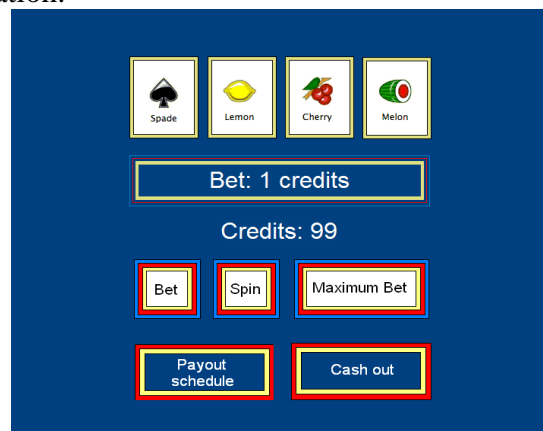 Spade
Lemon
Cherry
Melon
Bet: 1 credits
Credits: 99
Bet
Spin
Maximum Bet
Payout
schedule
Cash out